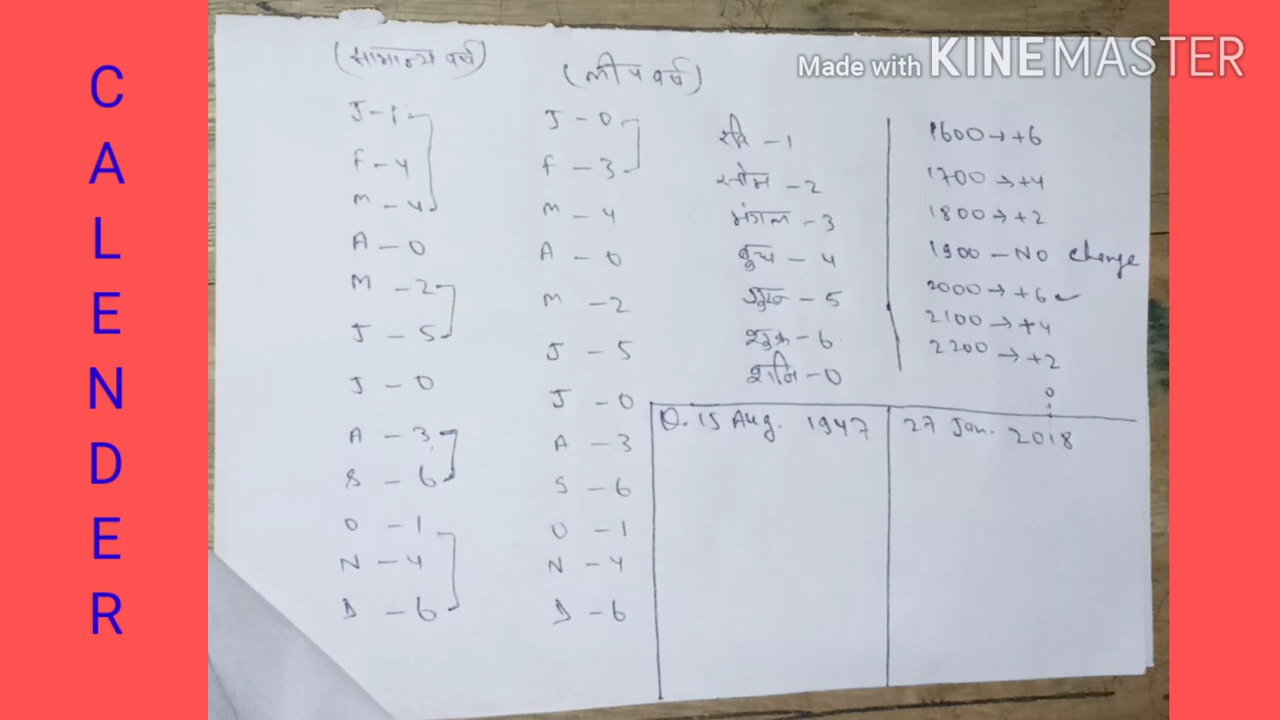 C
A
L
E
N
D
E
R
Made with KINEMASTER
(सामान्य वर्ष)
J - 1
F - 4
M - 4
A - 0
M - 2
J - 5
J - 0
A - 3
S - 6
O - 1
N - 4
D - 6
(लीप वर्ष)
J - 0
F - 3
M - 4
A - 0
M - 2
J - 5
J - 0
A - 3
S - 6
O - 1
N - 4
D - 6
रवि - 1
सोम - 2
मंगल - 3
बुध - 4
गुरू - 5
शुक्र - 6
शनि - 0
1600 → +6
1700 → +4
1800 → +2
1900 - NO change
2000 → +6 ✓
2100 → +4
2200 → +2
0
Q. 15 Aug. 1947
27 Jan. 2018